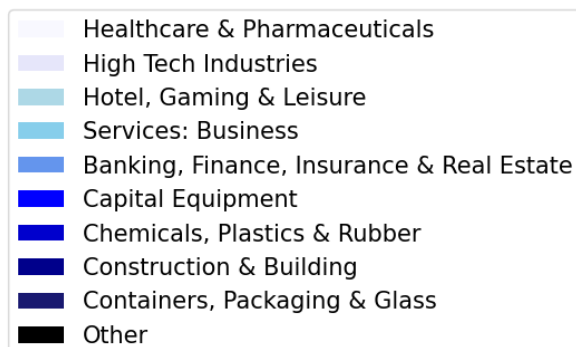 Healthcare & Pharmaceuticals
High Tech Industries
Hotel, Gaming & Leisure
Services: Business
Banking, Finance, Insurance & Real Estate
Capital Equipment
Chemicals, Plastics & Rubber
Construction & Building
Containers, Packaging & Glass
Other